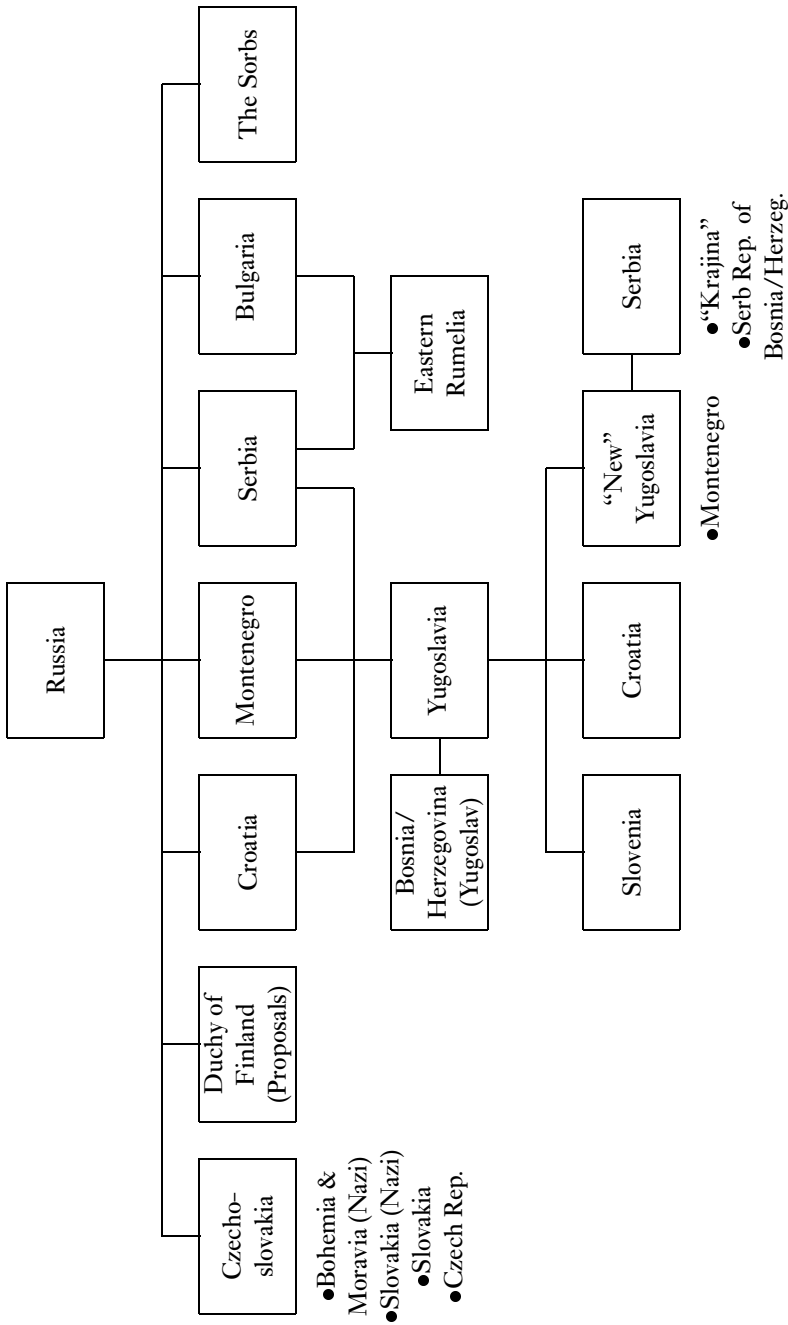 Russia
Czecho-
slovakia
Duchy of
Finland
(Proposals)
Croatia
Montenegro
Serbia
Bulgaria
The Sorbs
●Bohemia &
Moravia (Nazi)
●Slovakia (Nazi)
●Slovakia
●Czech Rep.
Bosnia/
Herzegovina
(Yugoslav)
Yugoslavia
Eastern
Rumelia
Slovenia
Croatia
“New”
Yugoslavia
Serbia
●Montenegro
●“Krajina”
●Serb Rep. of
Bosnia/Herzeg.